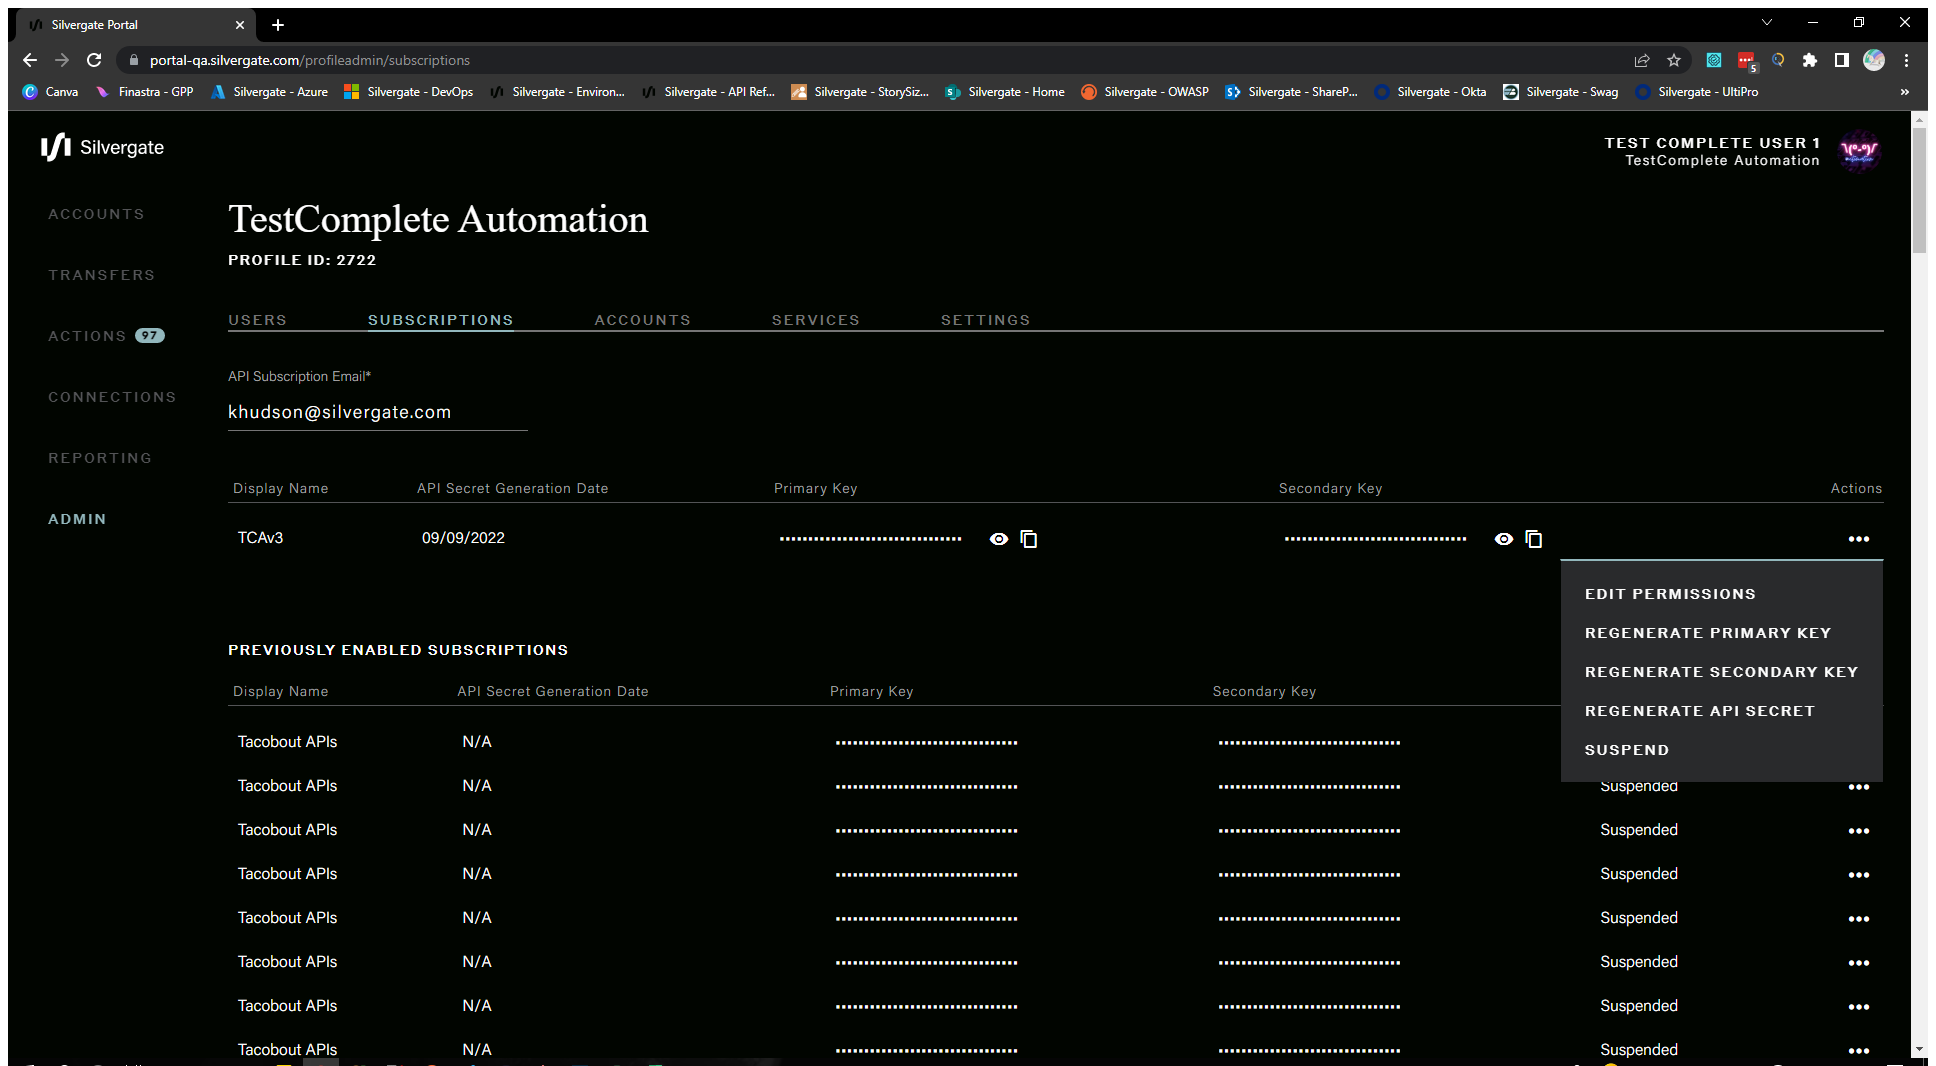 Silvergate Portal
portal-qa.silvergate.com/profileadmin/subscriptions
5
Canva Finastra - GPP Silvergate - Azure Silvergate - DevOps Silvergate - Environ... Silvergate - API Ref... Silvergate - StorySiz... Silvergate - Home Silvergate - OWASP Silvergate - ShareP... Silvergate - Okta Silvergate - Swag Silvergate - UltiPro »
Silvergate
TEST COMPLETE USER 1
TestComplete Automation
ACCOUNTS
TRANSFERS
ACTIONS 97
CONNECTIONS
REPORTING
ADMIN
TestComplete Automation
PROFILE ID: 2722
USERS SUBSCRIPTIONS ACCOUNTS SERVICES SETTINGS
API Subscription Email*
khudson@silvergate.com
Display Name API Secret Generation Date Primary Key Secondary Key Actions
TCAv3 09/09/2022
EDIT PERMISSIONS
REGENERATE PRIMARY KEY
REGENERATE SECONDARY KEY
REGENERATE API SECRET
SUSPEND
PREVIOUSLY ENABLED SUBSCRIPTIONS
Display Name API Secret Generation Date Primary Key Secondary Key
Tacobout APIs N/A
Tacobout APIs N/A Suspended
Tacobout APIs N/A Suspended
Tacobout APIs N/A Suspended
Tacobout APIs N/A Suspended
Tacobout APIs N/A Suspended
Tacobout APIs N/A Suspended
Tacobout APIs N/A Suspended